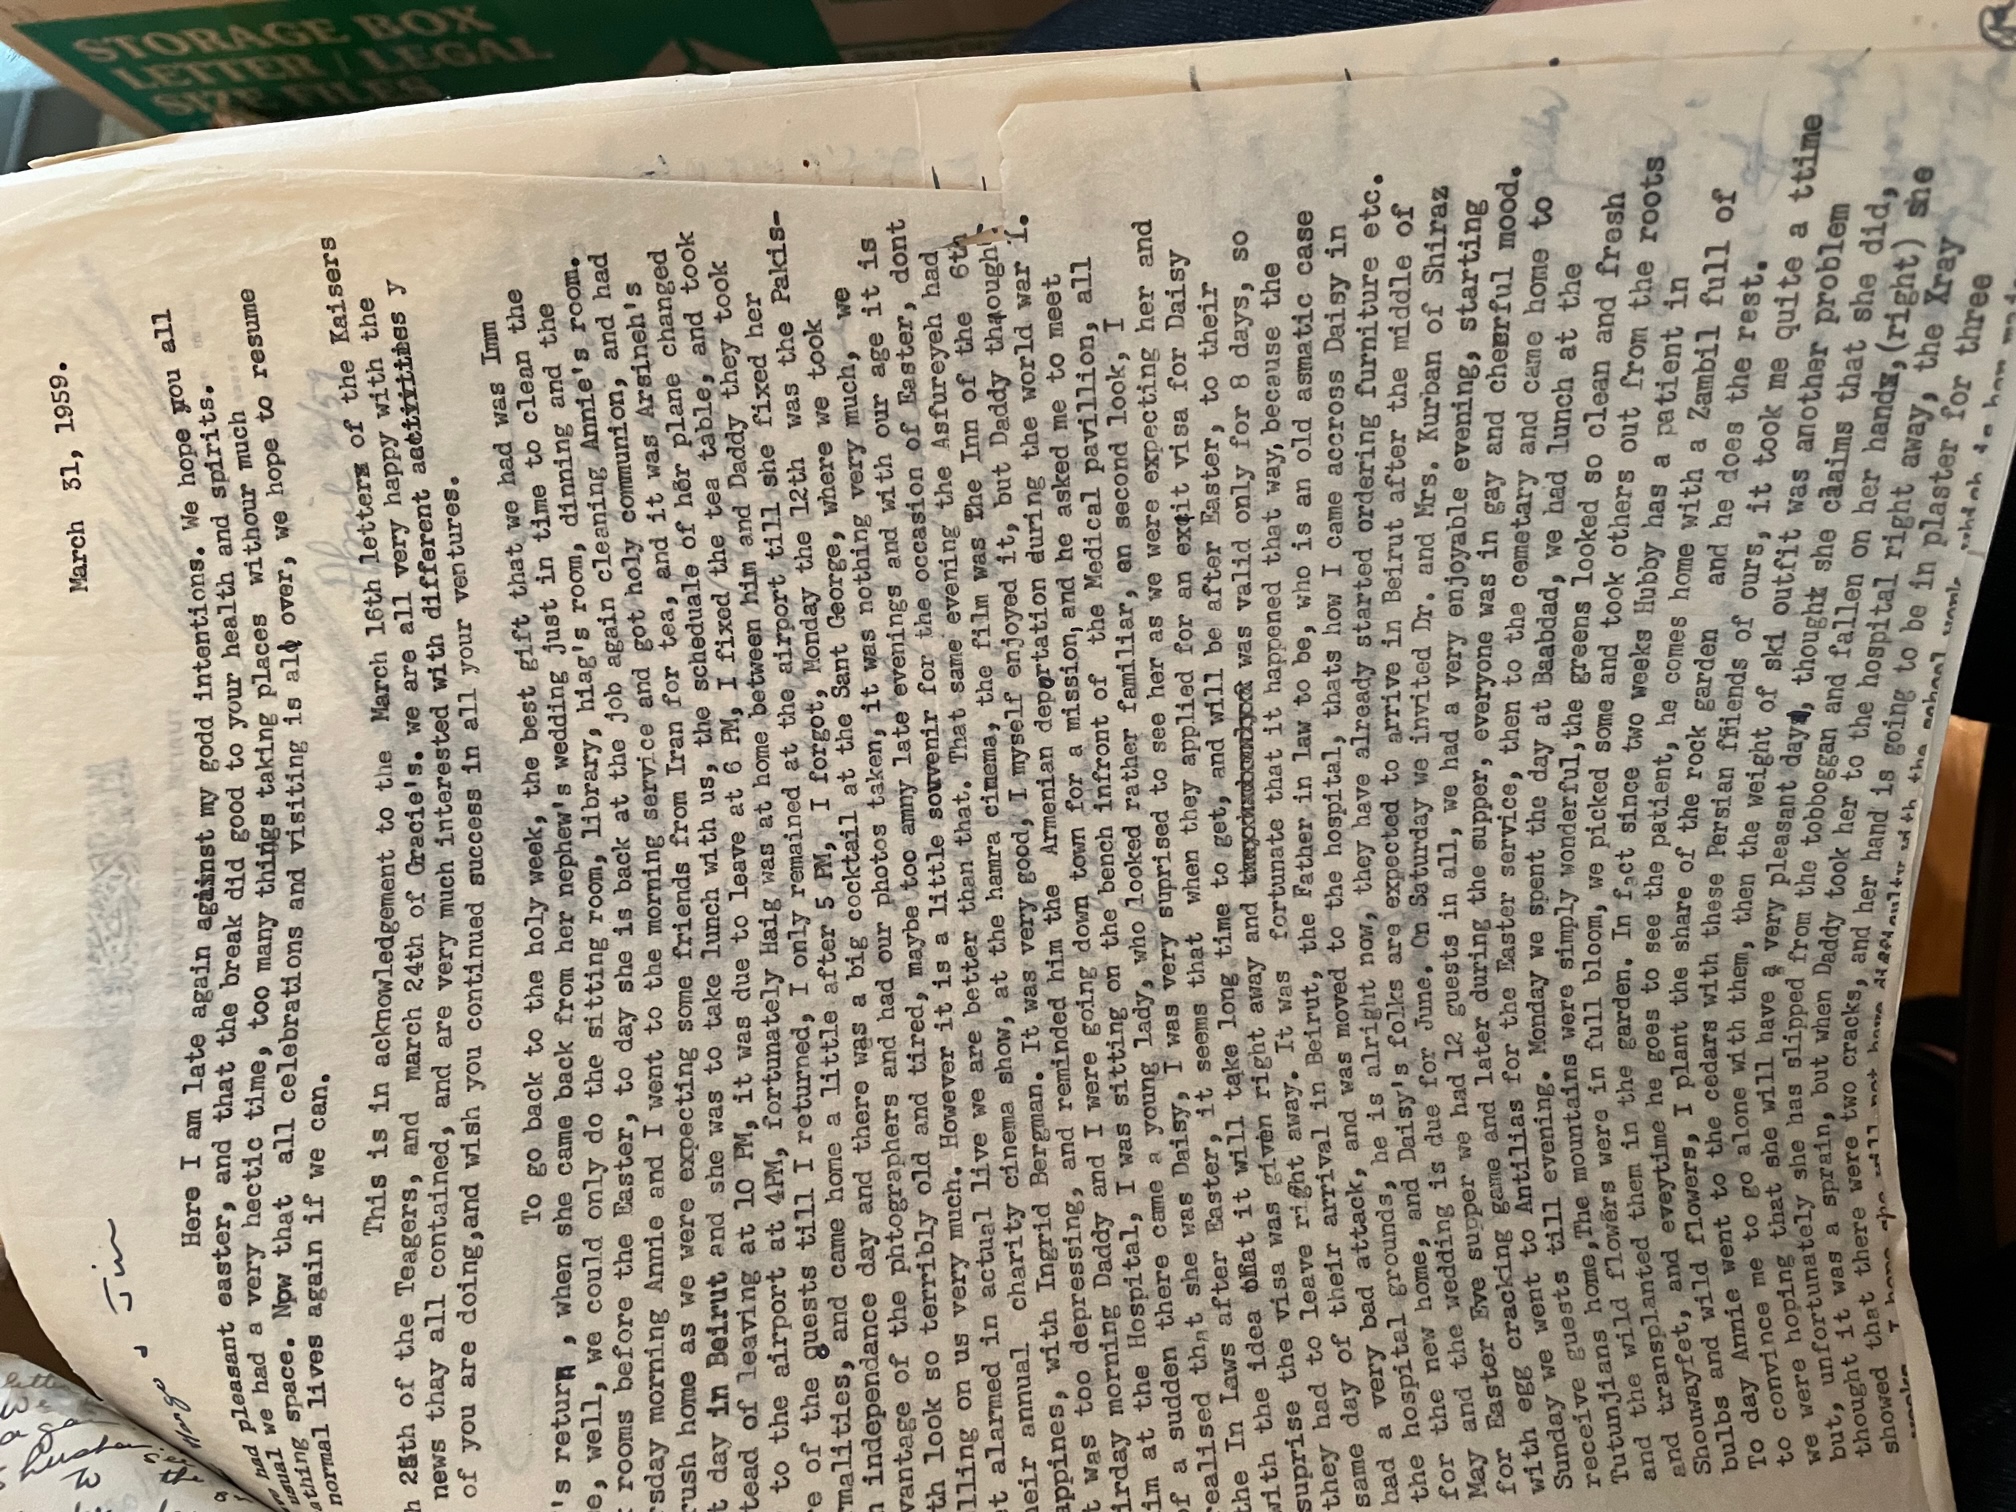 March 31, 1959.
Margo & Jim
Here I am late again against my godd intentions. We hope you all
had pleasant easter, and that the break did good to your health and spirits.
usual we had a very hectic time, too many things taking places withour much
athing space. Now that all celebrations and visiting is all over, we hope to resume
normal lives again if we can.
April 2/59
This is in acknowledgement to the March 16th letters of the Kaisers
h 25th of the Teagers, and march 24th of Gracie's. we are all very happy with the
news thay all contained, and are very much interested with different aactivities y
of you are doing,and wish you continued success in all your ventures.
To go back to the holy week, the best gift that we had was Imm
's return , when she came back from her nephew's wedding just in time to clean the
e, well, we could only do the sitting room, library, hiag's room, dinning and the
rooms before the Easter, to day she is back at the job again cleaning Annie's room.
rsday morning Annie and I went to the morning service and got holy communion, and had
rush home as we were expecting some friends from Iran for tea, and it was Arsineh's
t day in Beirut and she was to take lunch with us, the scheduale of her plane changed
tead of leaving at 10 PM, it was due to leave at 6 PM, I fixed the tea table, and took
to the airport at 4PM, fortunately Haig was at home between him and Daddy they took
re of the guests till I returned, I only remained at the airport till she fixed her
rmalities, and came home a little after 5 PM, I forgot, Monday the 12th was the Pakis-
n independance day and there was a big cocktail at the Sant George, where we took
vantage of the phtographers and had our photos taken, it was nothing very much, we
th look so terribly old and tired, maybe too amny late evenings and with our age it is
lling on us very much. However it is a little souvenir for the occasion of Easter, dont
et alarmed in actual live we are better than that. That same evening the Asfureyeh had
heir annual charity cinema show, at the hamra cinema, the film was The Inn of the 6th
appines, with Ingrid Bergman. It was very good, I myself enjoyed it, but Daddy thought
t was too depressing, and reminded him the Armenian deportation during the world war I.
irday morning Daddy and I were going down town for a mission, and he asked me to meet
im at the Hospital, I was sitting on the bench infront of the Medical pavillion, all
of a sudden there came a young lady, who looked rather familiar, on second look, I
realised that she was Daisy, I was very suprised to see her as we were expecting her and
the In Laws after Easter, it seems that when they applied for an exit visa for Daisy
with the idea that it will take long time to get, and will be after Easter, to their
suprise the visa was given right away and was valid only for 8 days, so
they had to leave right away. It was fortunate that it happened that way, because the
same day of their arrival in Beirut, the Father in law to be, who is an old asmatic case
had a very bad attack, and was moved to the hospital, thats how I came accross Daisy in
the hospital grounds, he is alright now, they have already started ordering furniture etc.
for the new home, and Daisy's folks are expected to arrive in Beirut after the middle of
May and the wedding is due for June. On Saturday we invited Dr. and Mrs. Kurban of Shiraz
for Easter Eve supper we had 12 guests in all, we had a very enjoyable evening, starting
with egg cracking game and later during the supper, everyone was in gay and cheerful mood.
Sunday we went to Antilias for the Easter service, then to the cemetary and came home to
receive guests till evening. Monday we spent the day at Baabdad, we had lunch at the
Tutunjians home,The mountains were simply wonderful,the greens looked so clean and fresh
and the wild flowers were in full bloom, we picked some and took others out from the roots
and transplanted them in the garden. In fact since two weeks Hubby has a patient in
Shouwayfet, and eveytime he goes to see the patient, he comes home with a Zambil full of
bulbs and wild flowers, I plant the share of the rock garden and he does the rest.
To day Annie went to the cedars with these Persian friends of ours, it took me quite a ttime
to convince me to go alone with them, then the weight of ski outfit was another problem
we were hoping that she will have a very pleasant day, thought she claims that she did,
but, unfortunately she has slipped from the tobboggan and fallen on her hand,(right) she
thought it was a sprain, but when Daddy took her to the hospital right away, the Xray
showed that there were two cracks, and her hand is going to be in plaster for three
weeks. I hope she will not have difficulty with the school work, which is her
STORAGE BOX
LETTER/LEGAL